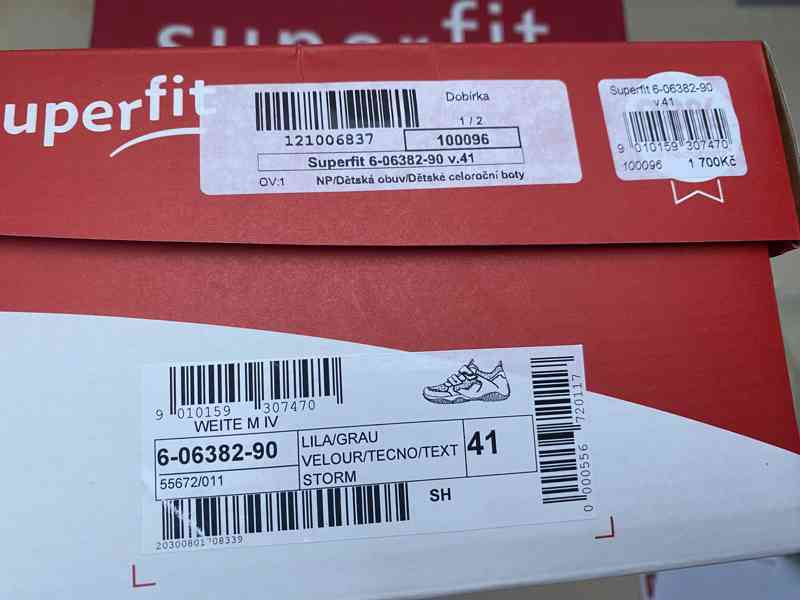 superfit
superfit
Dobírka
1 / 2
121006837
100096
Superfit 6-06382-90 v.41
OV:1 NP/Dětská obuv/Dětské celoroční boty
Superfit 6-06382-90
v.41
9 010159 307470
100096 1 700Kč
9 010159 307470
WEITE M IV
6-06382-90
55672/011
LILA/GRAU
VELOUR/TECNO/TEXT
STORM
41
SH
0 000556 720117